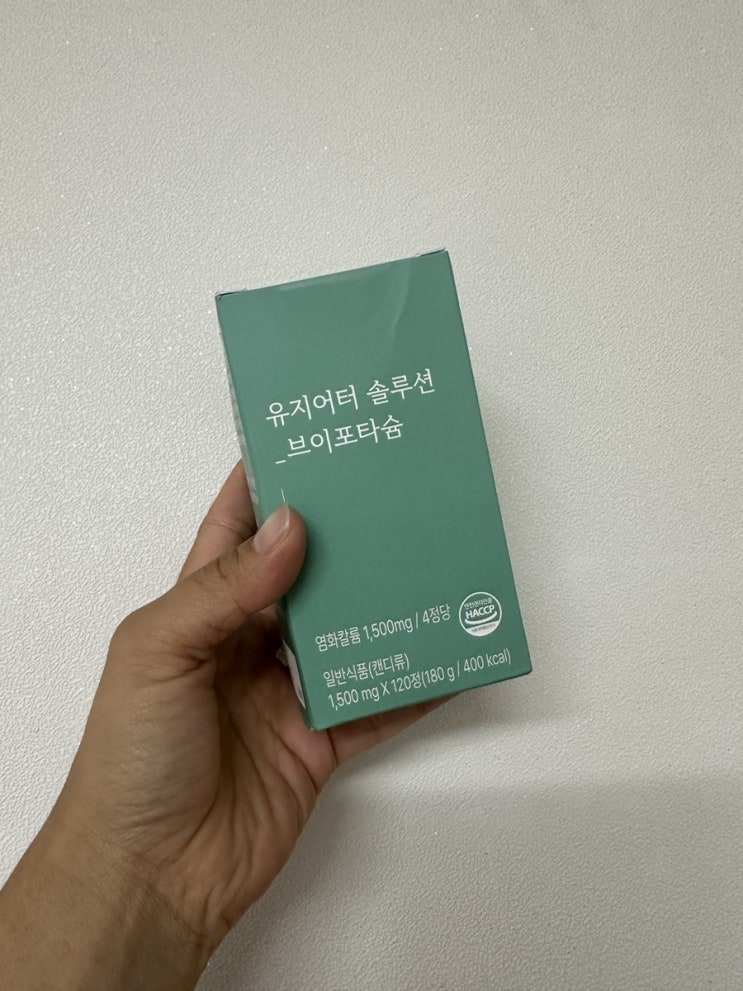 유지어터 솔루션
_브이포타슘
염화칼륨 1,500mg / 4정당
HACCP
일반식품(캔디류)
1,500 mg X 120정(180 g / 400 kcal)